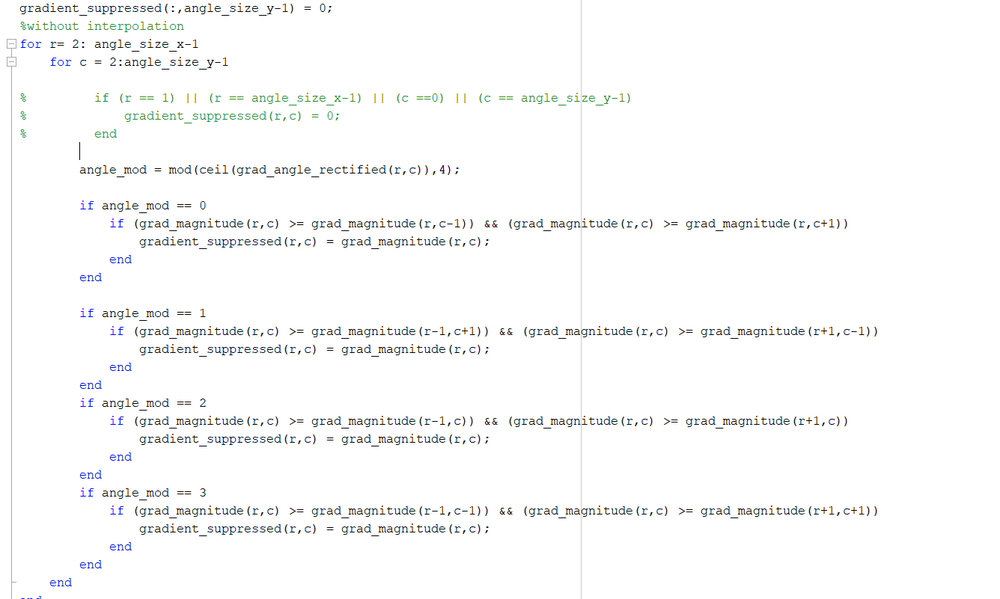 gradient_suppressed(:,angle_size_y-1) = 0;
%without interpolation
for r= 2: angle_size_x-1
for c = 2:angle_size_y-1
% if (r == 1) || (r == angle_size_x-1) || (c ==0) || (c == angle_size_y-1)
% gradient_suppressed(r,c) = 0;
% end
angle_mod = mod(ceil(grad_angle_rectified(r,c)),4);
if angle_mod == 0
if (grad_magnitude(r,c) >= grad_magnitude(r,c-1)) && (grad_magnitude(r,c) >= grad_magnitude(r,c+1))
gradient_suppressed(r,c) = grad_magnitude(r,c);
end
end
if angle_mod == 1
if (grad_magnitude(r,c) >= grad_magnitude(r-1,c+1)) && (grad_magnitude(r,c) >= grad_magnitude(r+1,c-1))
gradient_suppressed(r,c) = grad_magnitude(r,c);
end
end
if angle_mod == 2
if (grad_magnitude(r,c) >= grad_magnitude(r-1,c)) && (grad_magnitude(r,c) >= grad_magnitude(r+1,c))
gradient_suppressed(r,c) = grad_magnitude(r,c);
end
end
if angle_mod == 3
if (grad_magnitude(r,c) >= grad_magnitude(r-1,c-1)) && (grad_magnitude(r,c) >= grad_magnitude(r+1,c+1))
gradient_suppressed(r,c) = grad_magnitude(r,c);
end
end
end